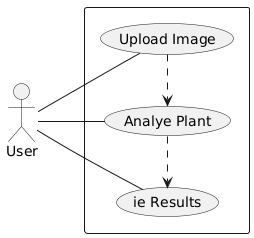 Upload Image
Analye Plant
User
ie Results